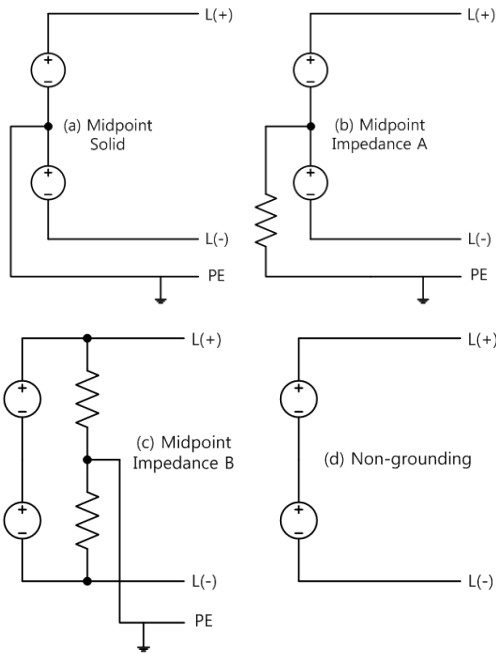 L(+)
(a) Midpoint
Solid
L(-)
PE
L(+)
(b) Midpoint
Impedance A
L(-)
PE
L(+)
(c) Midpoint
Impedance B
L(-)
PE
L(+)
(d) Non-grounding
L(-)